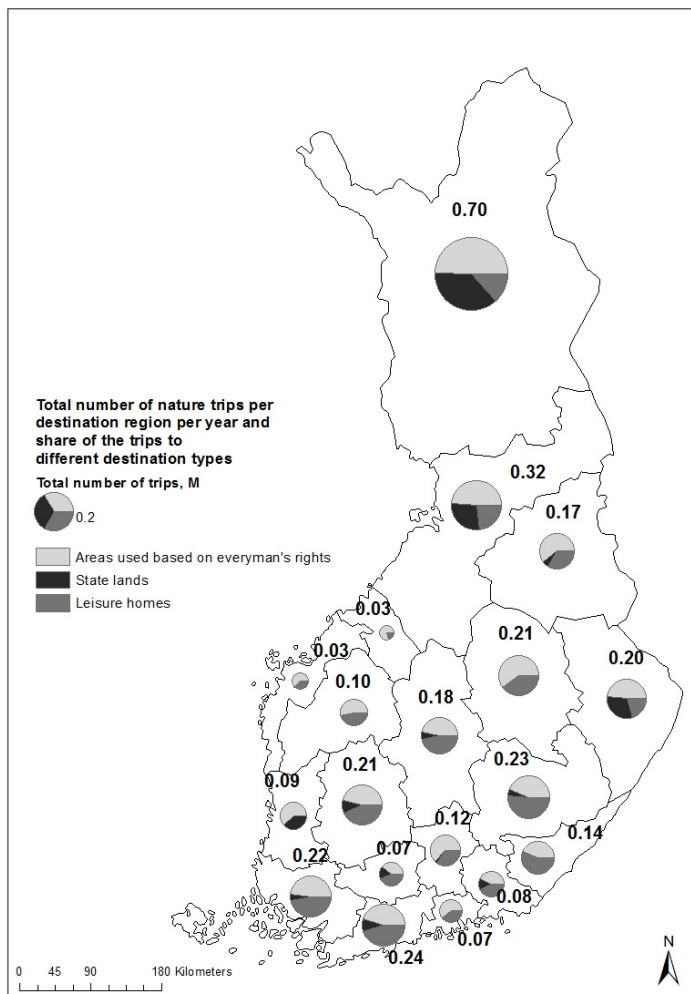 0.70
Total number of nature trips per
destination region per year and
share of the trips to
different destination types
Total number of trips, M
0.2
Areas used based on everyman's rights
State lands
Leisure homes
0.32
0.17
0.03
0.03
0.21
0.20
0.10
0.18
0.09
0.21
0.23
0.12
0.14
0.22
0.07
0.08
0.07
0.24
N
0 45 90 180 Kilometers